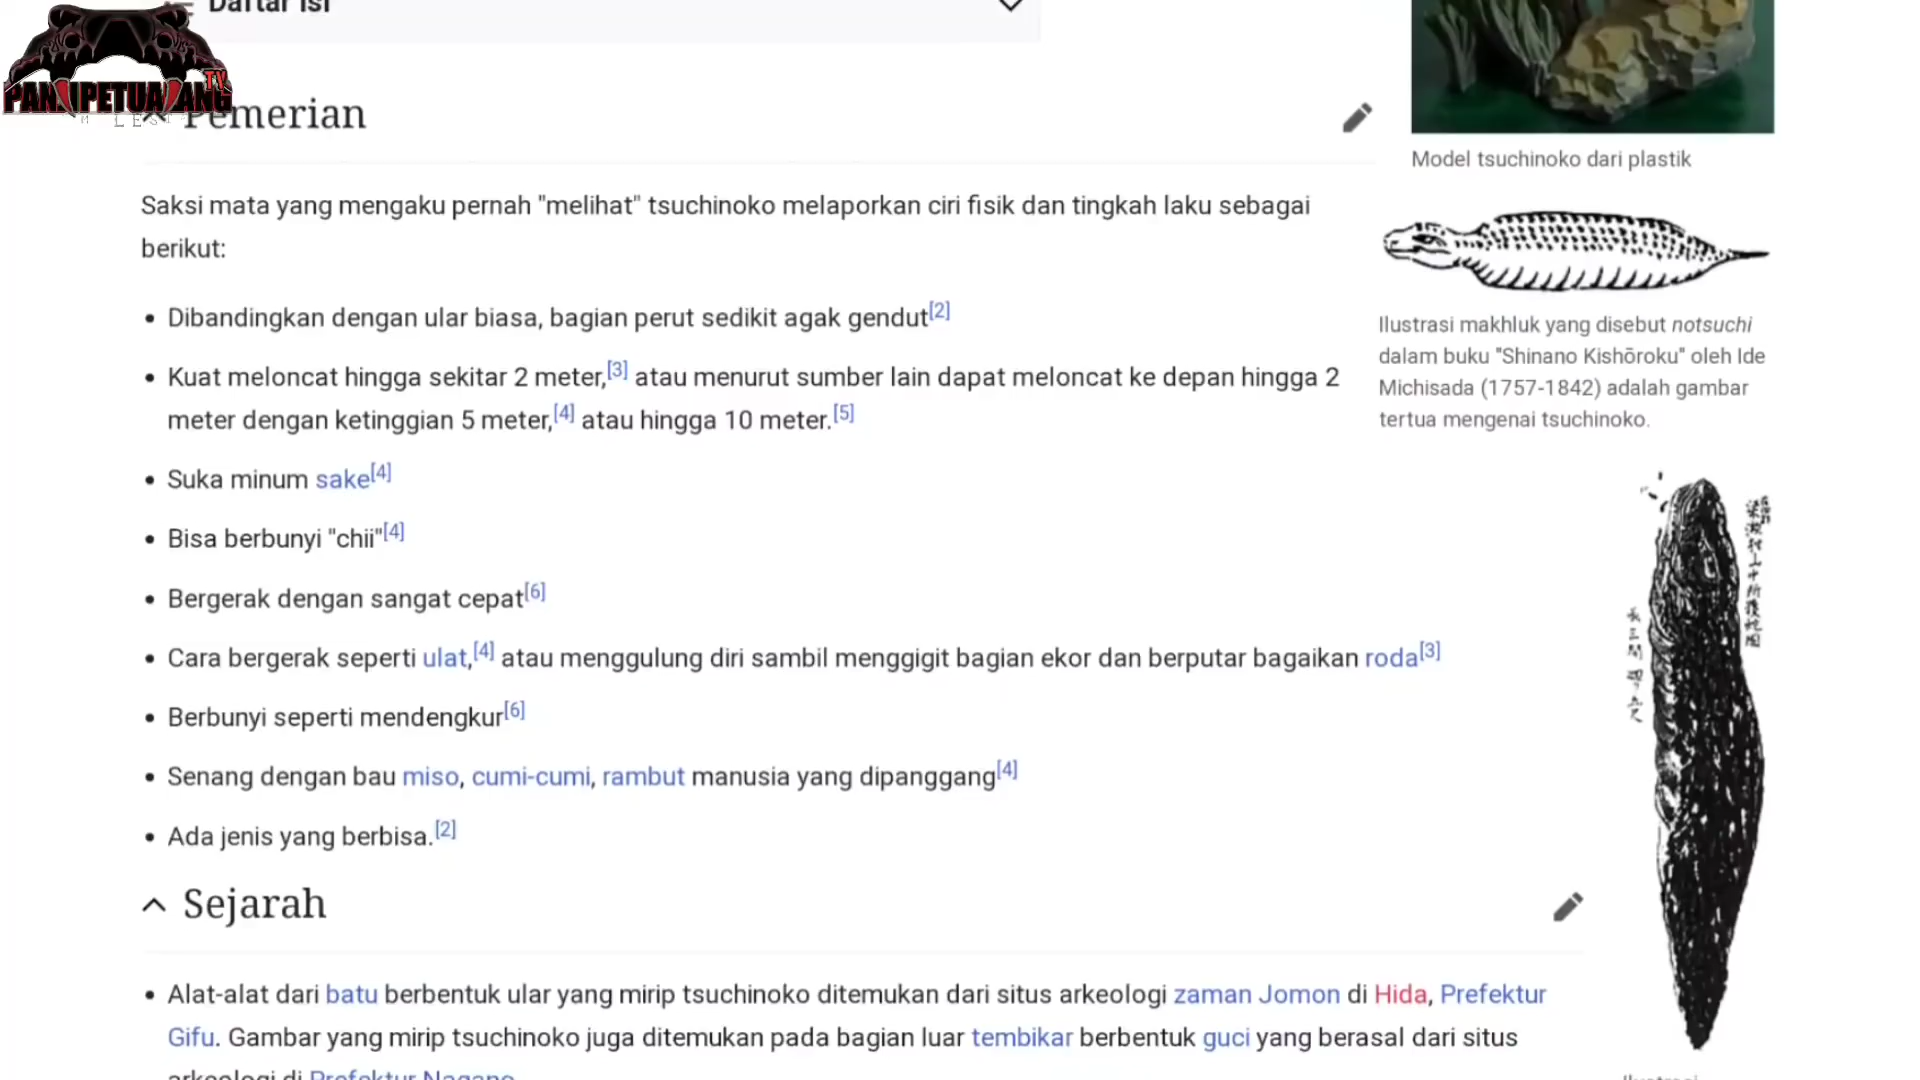 Daftar Isi
PANJIPETUALANG
TV
Pemerian
Model tsuchinoko dari plastik
Saksi mata yang mengaku pernah "melihat" tsuchinoko melaporkan ciri fisik dan tingkah laku sebagai
berikut:
• Dibandingkan dengan ular biasa, bagian perut sedikit agak gendut[2]
Ilustrasi makhluk yang disebut notsuchi
dalam buku "Shinano Kishōroku" oleh Ide
Michisada (1757-1842) adalah gambar
tertua mengenai tsuchinoko.
• Kuat meloncat hingga sekitar 2 meter,[3] atau menurut sumber lain dapat meloncat ke depan hingga 2
meter dengan ketinggian 5 meter,[4] atau hingga 10 meter.[5]
• Suka minum sake[4]
• Bisa berbunyi "chii"[4]
• Bergerak dengan sangat cepat[6]
• Cara bergerak seperti ulat,[4] atau menggulung diri sambil menggigit bagian ekor dan berputar bagaikan roda[3]
• Berbunyi seperti mendengkur[6]
• Senang dengan bau miso, cumi-cumi, rambut manusia yang dipanggang[4]
• Ada jenis yang berbisa.[2]
Sejarah
• Alat-alat dari batu berbentuk ular yang mirip tsuchinoko ditemukan dari situs arkeologi zaman Jomon di Hida, Prefektur
Gifu. Gambar yang mirip tsuchinoko juga ditemukan pada bagian luar tembikar berbentuk guci yang berasal dari situs
arkeologi di Prefektur Nagano.